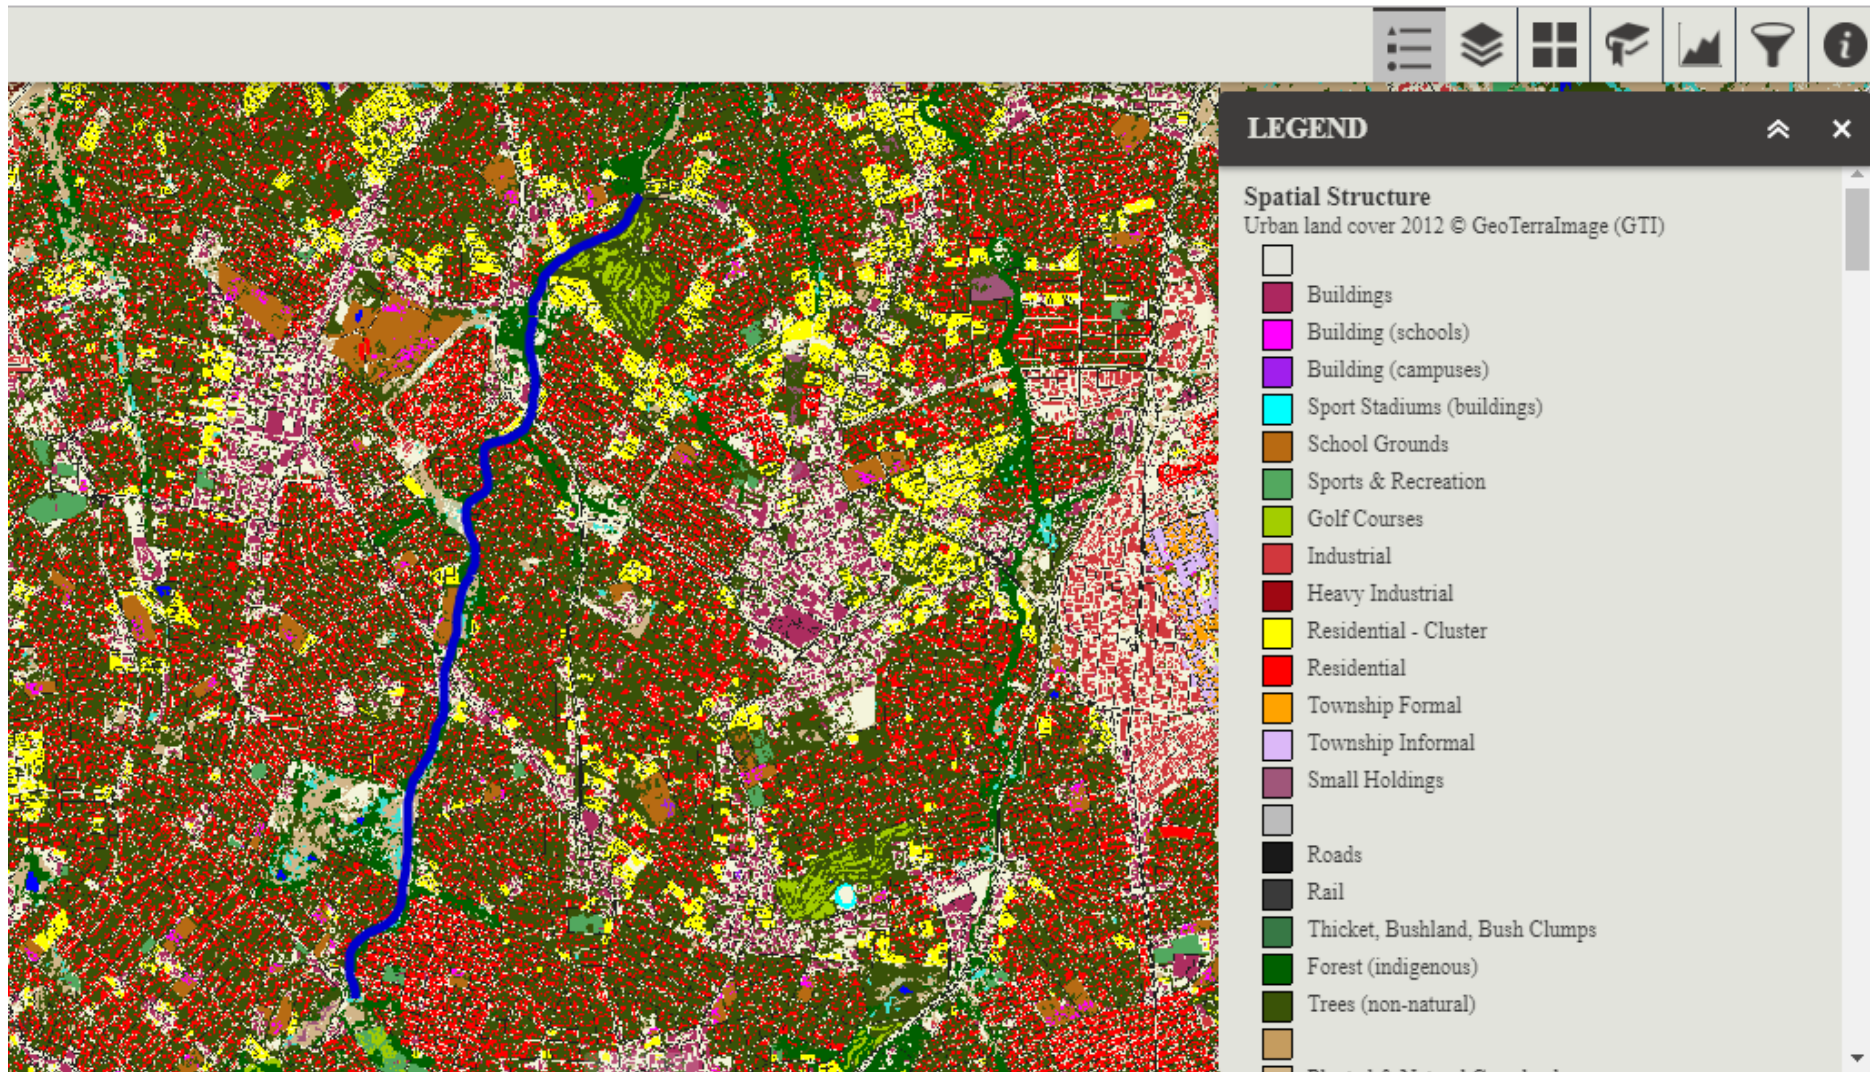 LEGEND
Spatial Structure
Urban land cover 2012 © GeoTerraImage (GTI)
Buildings
Building (schools)
Building (campuses)
Sport Stadiums (buildings)
School Grounds
Sports & Recreation
Golf Courses
Industrial
Heavy Industrial
Residential - Cluster
Residential
Township Formal
Township Informal
Small Holdings
Roads
Rail
Thicket, Bushland, Bush Clumps
Forest (indigenous)
Trees (non-natural)